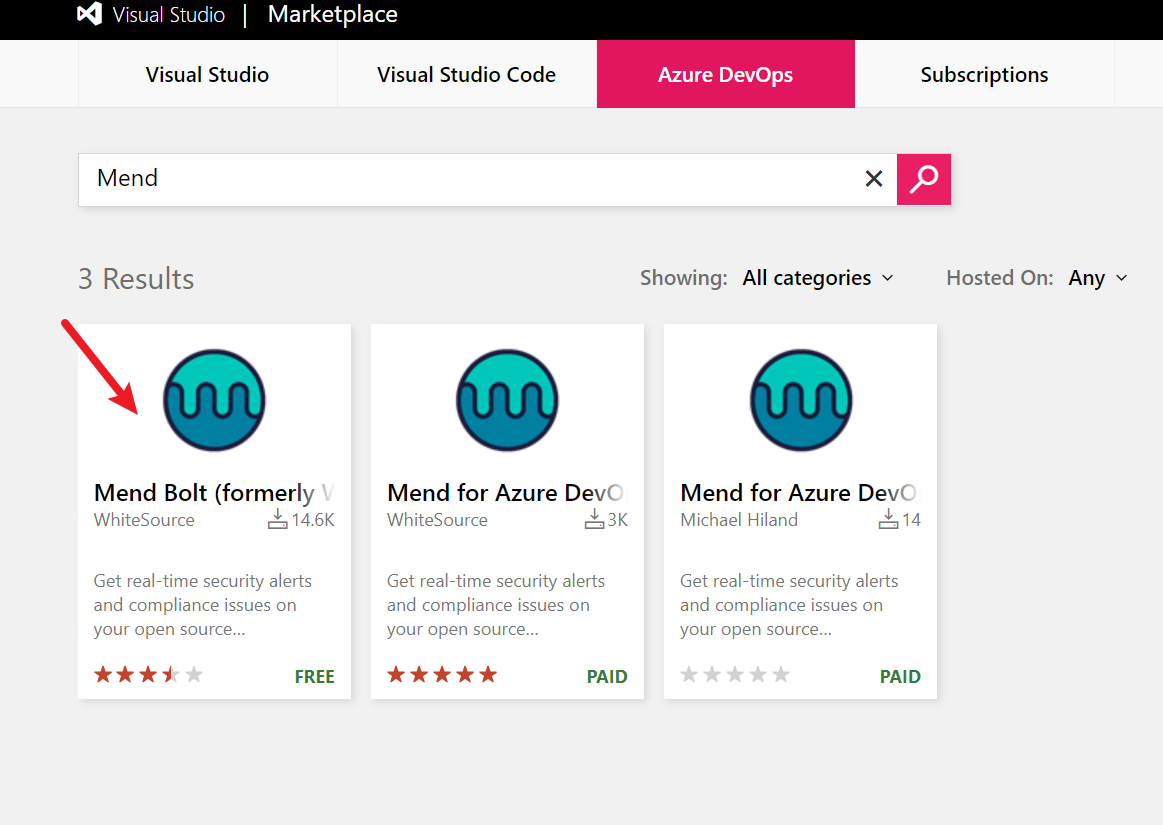 Visual Studio | Marketplace
Visual Studio Visual Studio Code Azure DevOps Subscriptions
Mend
3 Results Showing: All categories Hosted On: Any
Mend Bolt (formerly W
WhiteSource 14.6K
Get real-time security alerts
and compliance issues on
your open source...
FREE
Mend for Azure DevO
WhiteSource 3K
Get real-time security alerts
and compliance issues on
your open source...
PAID
Mend for Azure DevO
Michael Hiland 14
Get real-time security alerts
and compliance issues on
your open source...
PAID